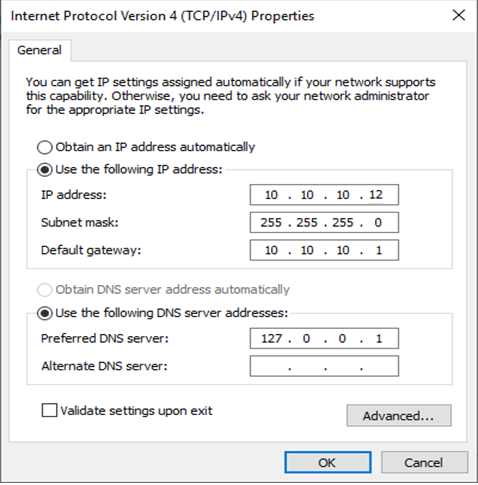 Internet Protocol Version 4 (TCP/IPv4) Properties
General
You can get IP settings assigned automatically if your network supports
this capability. Otherwise, you need to ask your network administrator
for the appropriate IP settings.
Obtain an IP address automatically
Use the following IP address:
IP address: 10 . 10 . 10 . 12
Subnet mask: 255 . 255 . 255 . 0
Default gateway: 10 . 10 . 10 . 1
Obtain DNS server address automatically
Use the following DNS server addresses:
Preferred DNS server: 127 . 0 . 0 . 1
Alternate DNS server: . . .
Validate settings upon exit
Advanced...
OK Cancel